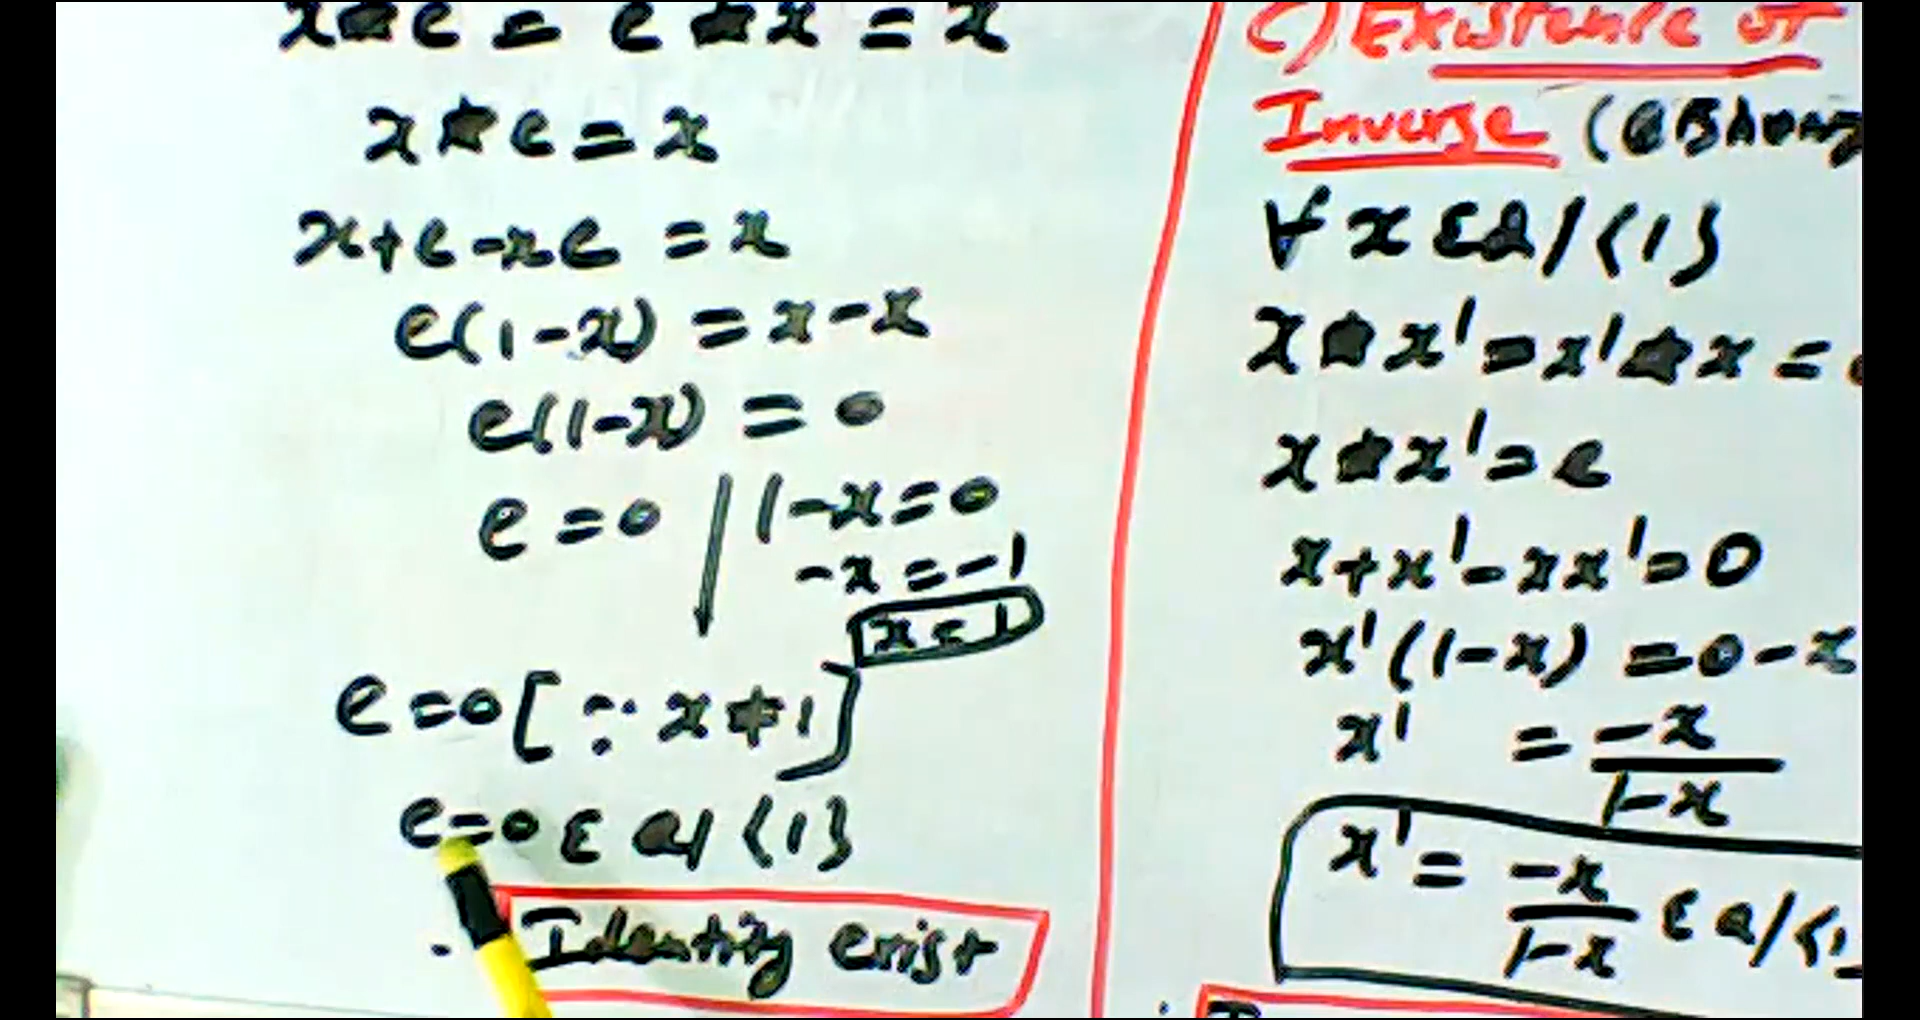 x * e = e * x = x
x * e = x
x + e - xe = x
e(1-x) = x - x
e(1-x) = 0
e = 0 | 1-x = 0
-x = -1
x = 1
e = 0 [∵ x ≠ 1]
e = 0 ∈ Q/{1}
Identity exist
c) Existence of
Inverse
∀ x ∈ Q/{1}
x * x' = x' * x =
x * x' = e
x + x' - xx' = 0
x'(1-x) = 0 - x
x' = -x/1-x
x' = -x/1-x ∈ Q/{1